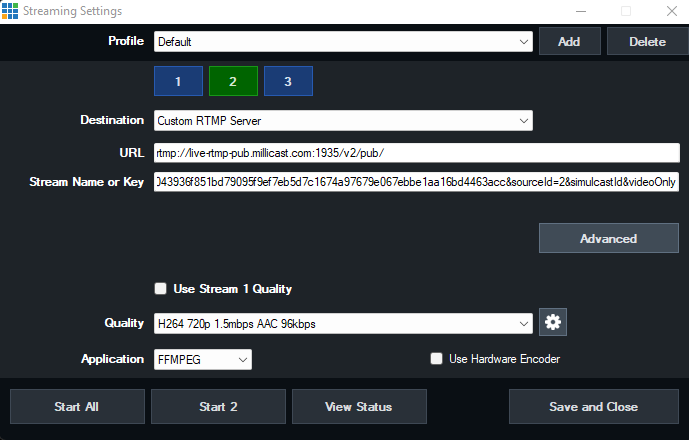 Streaming Settings
Profile Default Add Delete
1 2 3
Destination Custom RTMP Server
URL rtmp://live-rtmp-pub.millicast.com:1935/v2/pub/
Stream Name or Key 043936f851bd79095f9ef7eb5d7c1674a97679e067ebbe1aa16bd4463acc&sourceId=2&simulcastId&videoOnly
Advanced
Use Stream 1 Quality
Quality H264 720p 1.5mbps AAC 96kbps
Application FFMPEG Use Hardware Encoder
Start All Start 2 View Status Save and Close